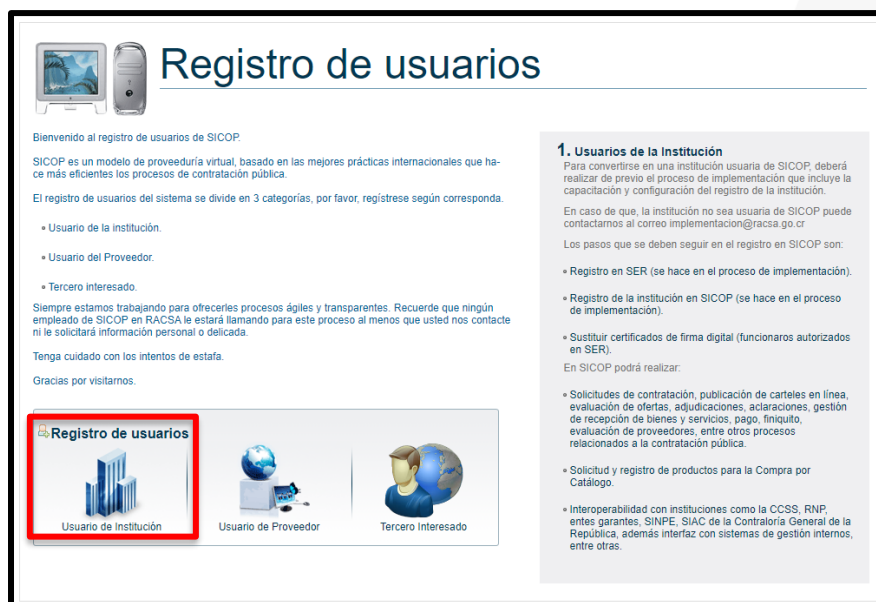 Registro de usuarios
Bienvenido al registro de usuarios de SICOP.
SICOP es un modelo de proveeduría virtual, basado en las mejores prácticas internacionales que ha-
ce más eficientes los procesos de contratación pública.
El registro de usuarios del sistema se divide en 3 categorías, por favor, regístrese según corresponda.
Usuario de la institución.
Usuario del Proveedor.
Tercero interesado.
Siempre estamos trabajando para ofrecerles procesos ágiles y transparentes. Recuerde que ningún
empleado de SICOP en RACSA le estará llamando para este proceso al menos que usted nos contacte
ni le solicitará información personal o delicada.
Tenga cuidado con los intentos de estafa.
Gracias por visitarnos.
Registro de usuarios
Usuario de Institución
Usuario de Proveedor
Tercero Interesado
1. Usuarios de la Institución
Para convertirse en una institución usuaria de SICOP, deberá
realizar de previo el proceso de implementación que incluye la
capacitación y configuración del registro de la institución.
En caso de que, la institución no sea usuaria de SICOP puede
contactarnos al correo implementacion@racsa.go.cr
Los pasos que se deben seguir en el registro en SICOP son:
Registro en SER (se hace en el proceso de implementación).
Registro de la institución en SICOP (se hace en el proceso
de implementación).
Sustituir certificados de firma digital (funcionaros autorizados
en SER).
En SICOP podrá realizar:
Solicitudes de contratación, publicación de carteles en línea,
evaluación de ofertas, adjudicaciones, aclaraciones, gestión
de recepción de bienes y servicios, pago, finiquito,
evaluación de proveedores, entre otros procesos
relacionados a la contratación pública.
Solicitud y registro de productos para la Compra por
Catálogo.
Interoperabilidad con instituciones como la CCSS, RNP,
entes garantes, SINPE, SIAC de la Contraloría General de la
República, además interfaz con sistemas de gestión internos,
entre otras.